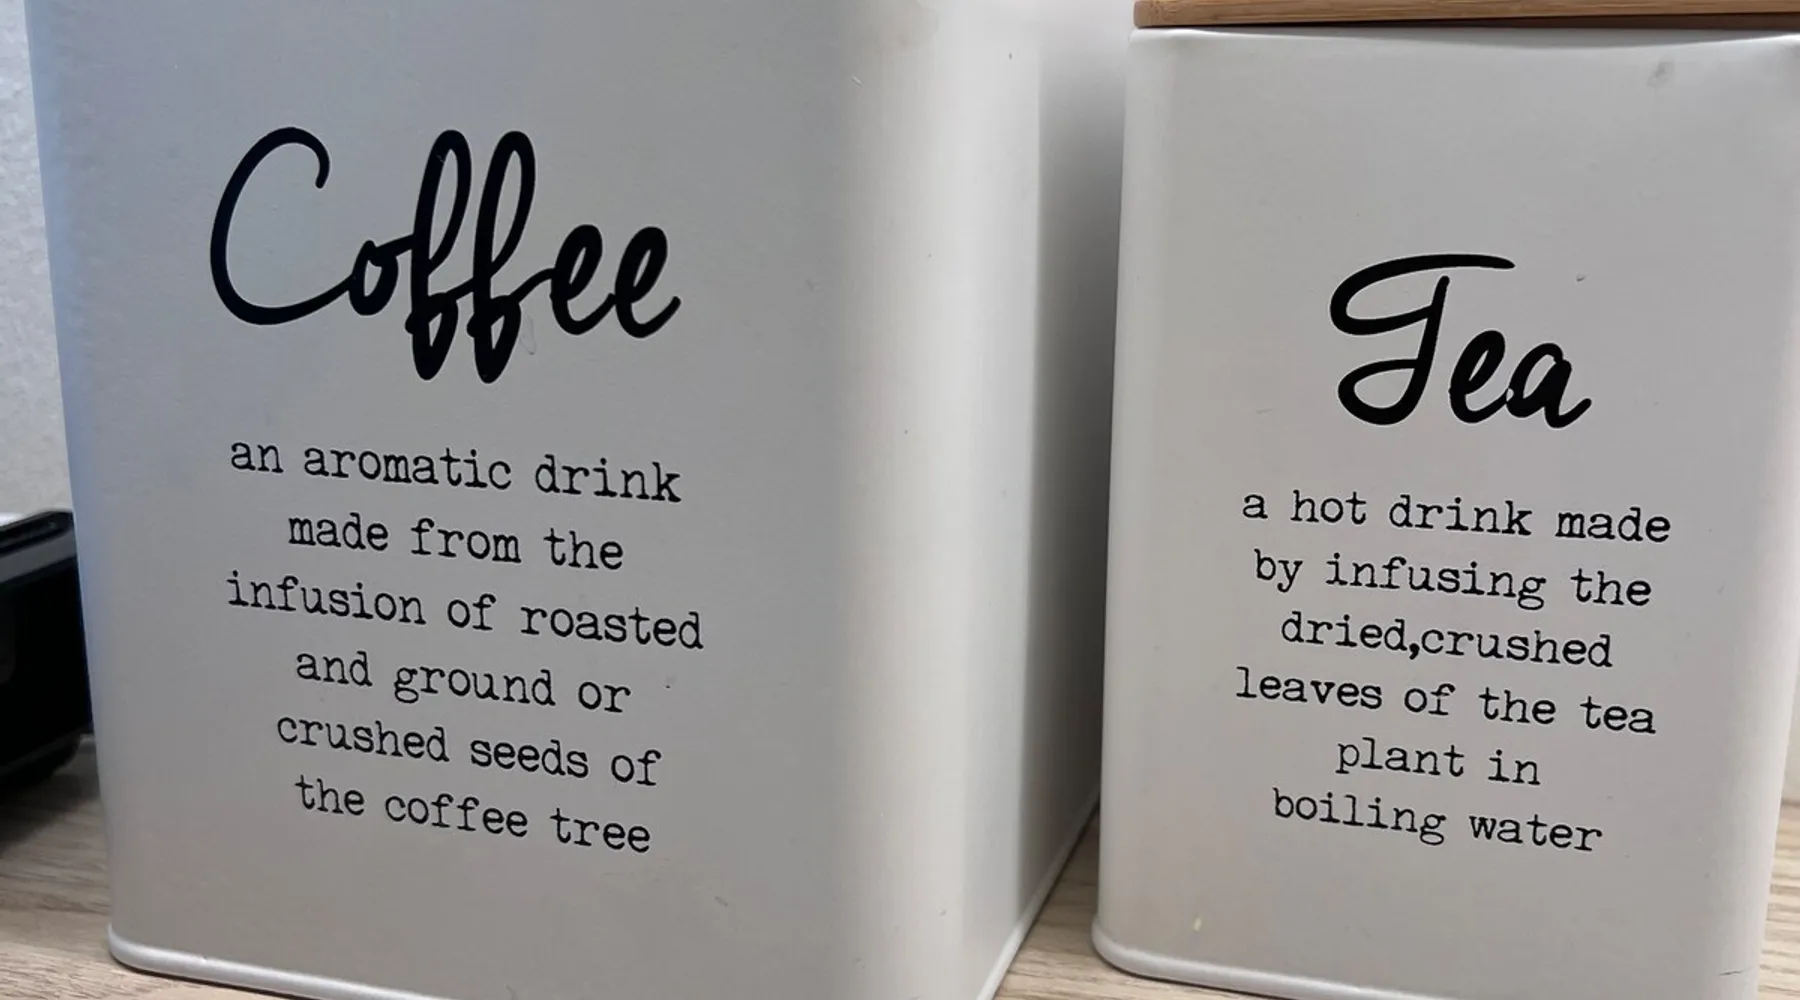 Coffee
an aromatic drink
made from the
infusion of roasted
and ground or
crushed seeds of
the coffee tree
Tea
a hot drink made
by infusing the
dried,crushed
leaves of the tea
plant in
boiling water